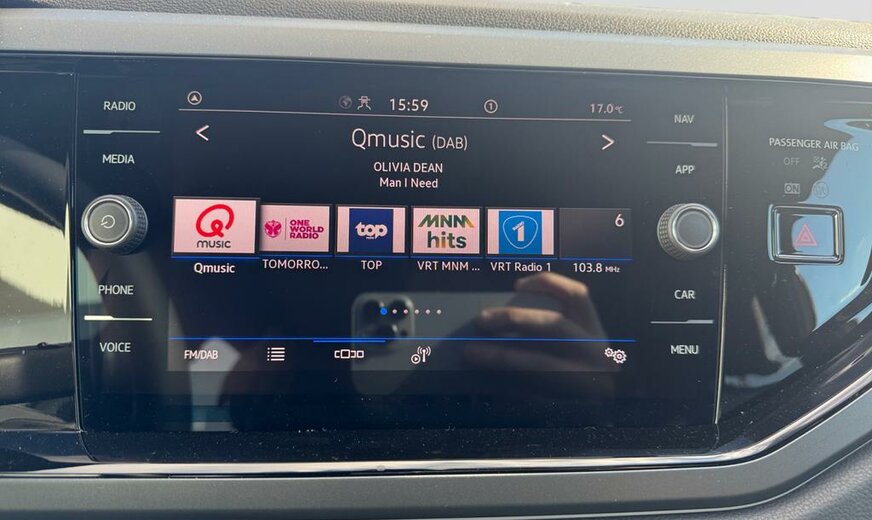 RADIO
MEDIA
PHONE
VOICE
15:59
1
17.0°C
Qmusic (DAB)
OLIVIA DEAN
Man I Need
MUSIC
Qmusic
ONE
WORLD
RADIO
TOMORRO...
top
TOP
MNM
hits
VRT MNM ...
1
VRT Radio 1
6
103.8 MHz
FM/DAB
NAV
APP
CAR
MENU
PASSENGER AIR BAG
OFF
ON